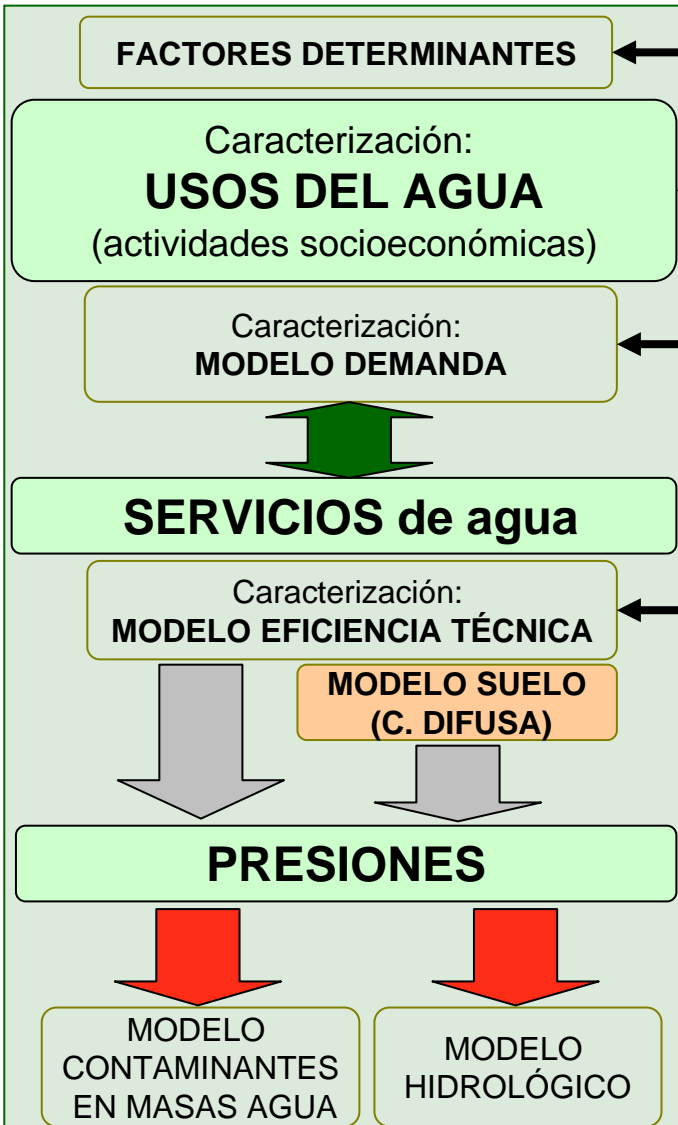 FACTORES DETERMINANTES
Caracterización:
USOS DEL AGUA
(actividades socioeconómicas)
Caracterización:
MODELO DEMANDA
SERVICIOS de agua
Caracterización:
MODELO EFICIENCIA TÉCNICA
MODELO SUELO
(C. DIFUSA)
PRESIONES
MODELO
CONTAMINANTES
EN MASAS AGUA
MODELO
HIDROLÓGICO